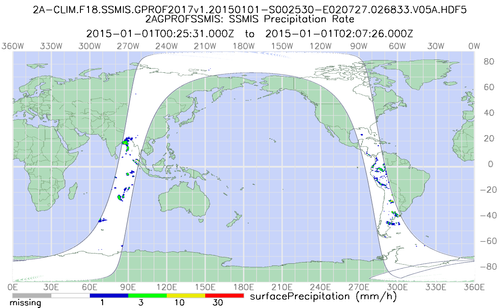 2A-CLIM.F18.SSMIS.GPROF2017v1.20150101-S002530-E020727.026833.V05A.HDF5
2AGPROFSSMIS: SSMIS Precipitation Rate
2015-01-01T00:25:31.000Z to 2015-01-01T02:07:26.000Z
360W 330W 300W 270W 240W 210W 180W 150W 120W 90W 60W 30W 0W
80
60
40
20
0
-20
-40
-60
-80
0E 30E 60E 90E 120E 150E 180E 210E 240E 270E 300E 330E 360E
missing 1 3 10 30 surfacePrecipitation (mm/h)